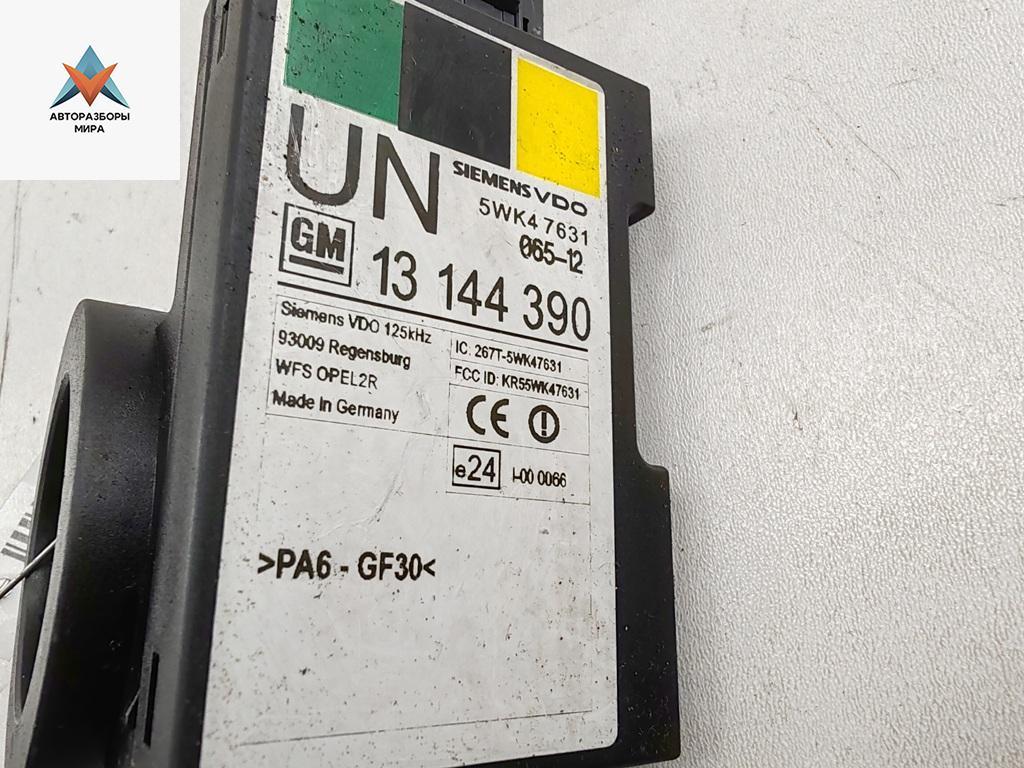 АВТОРАЗБОРЫ
МИРА
UN
SIEMENS VDO
5WK4 7631
065-12
GM
13 144 390
Siemens VDO 125kHz
93009 Regensburg
WFS OPEL2R
Made in Germany
IC: 267T-5WK47631
FCC ID: KR55WK47631
CE
e24
I-00 0066
>PA6 - GF30<